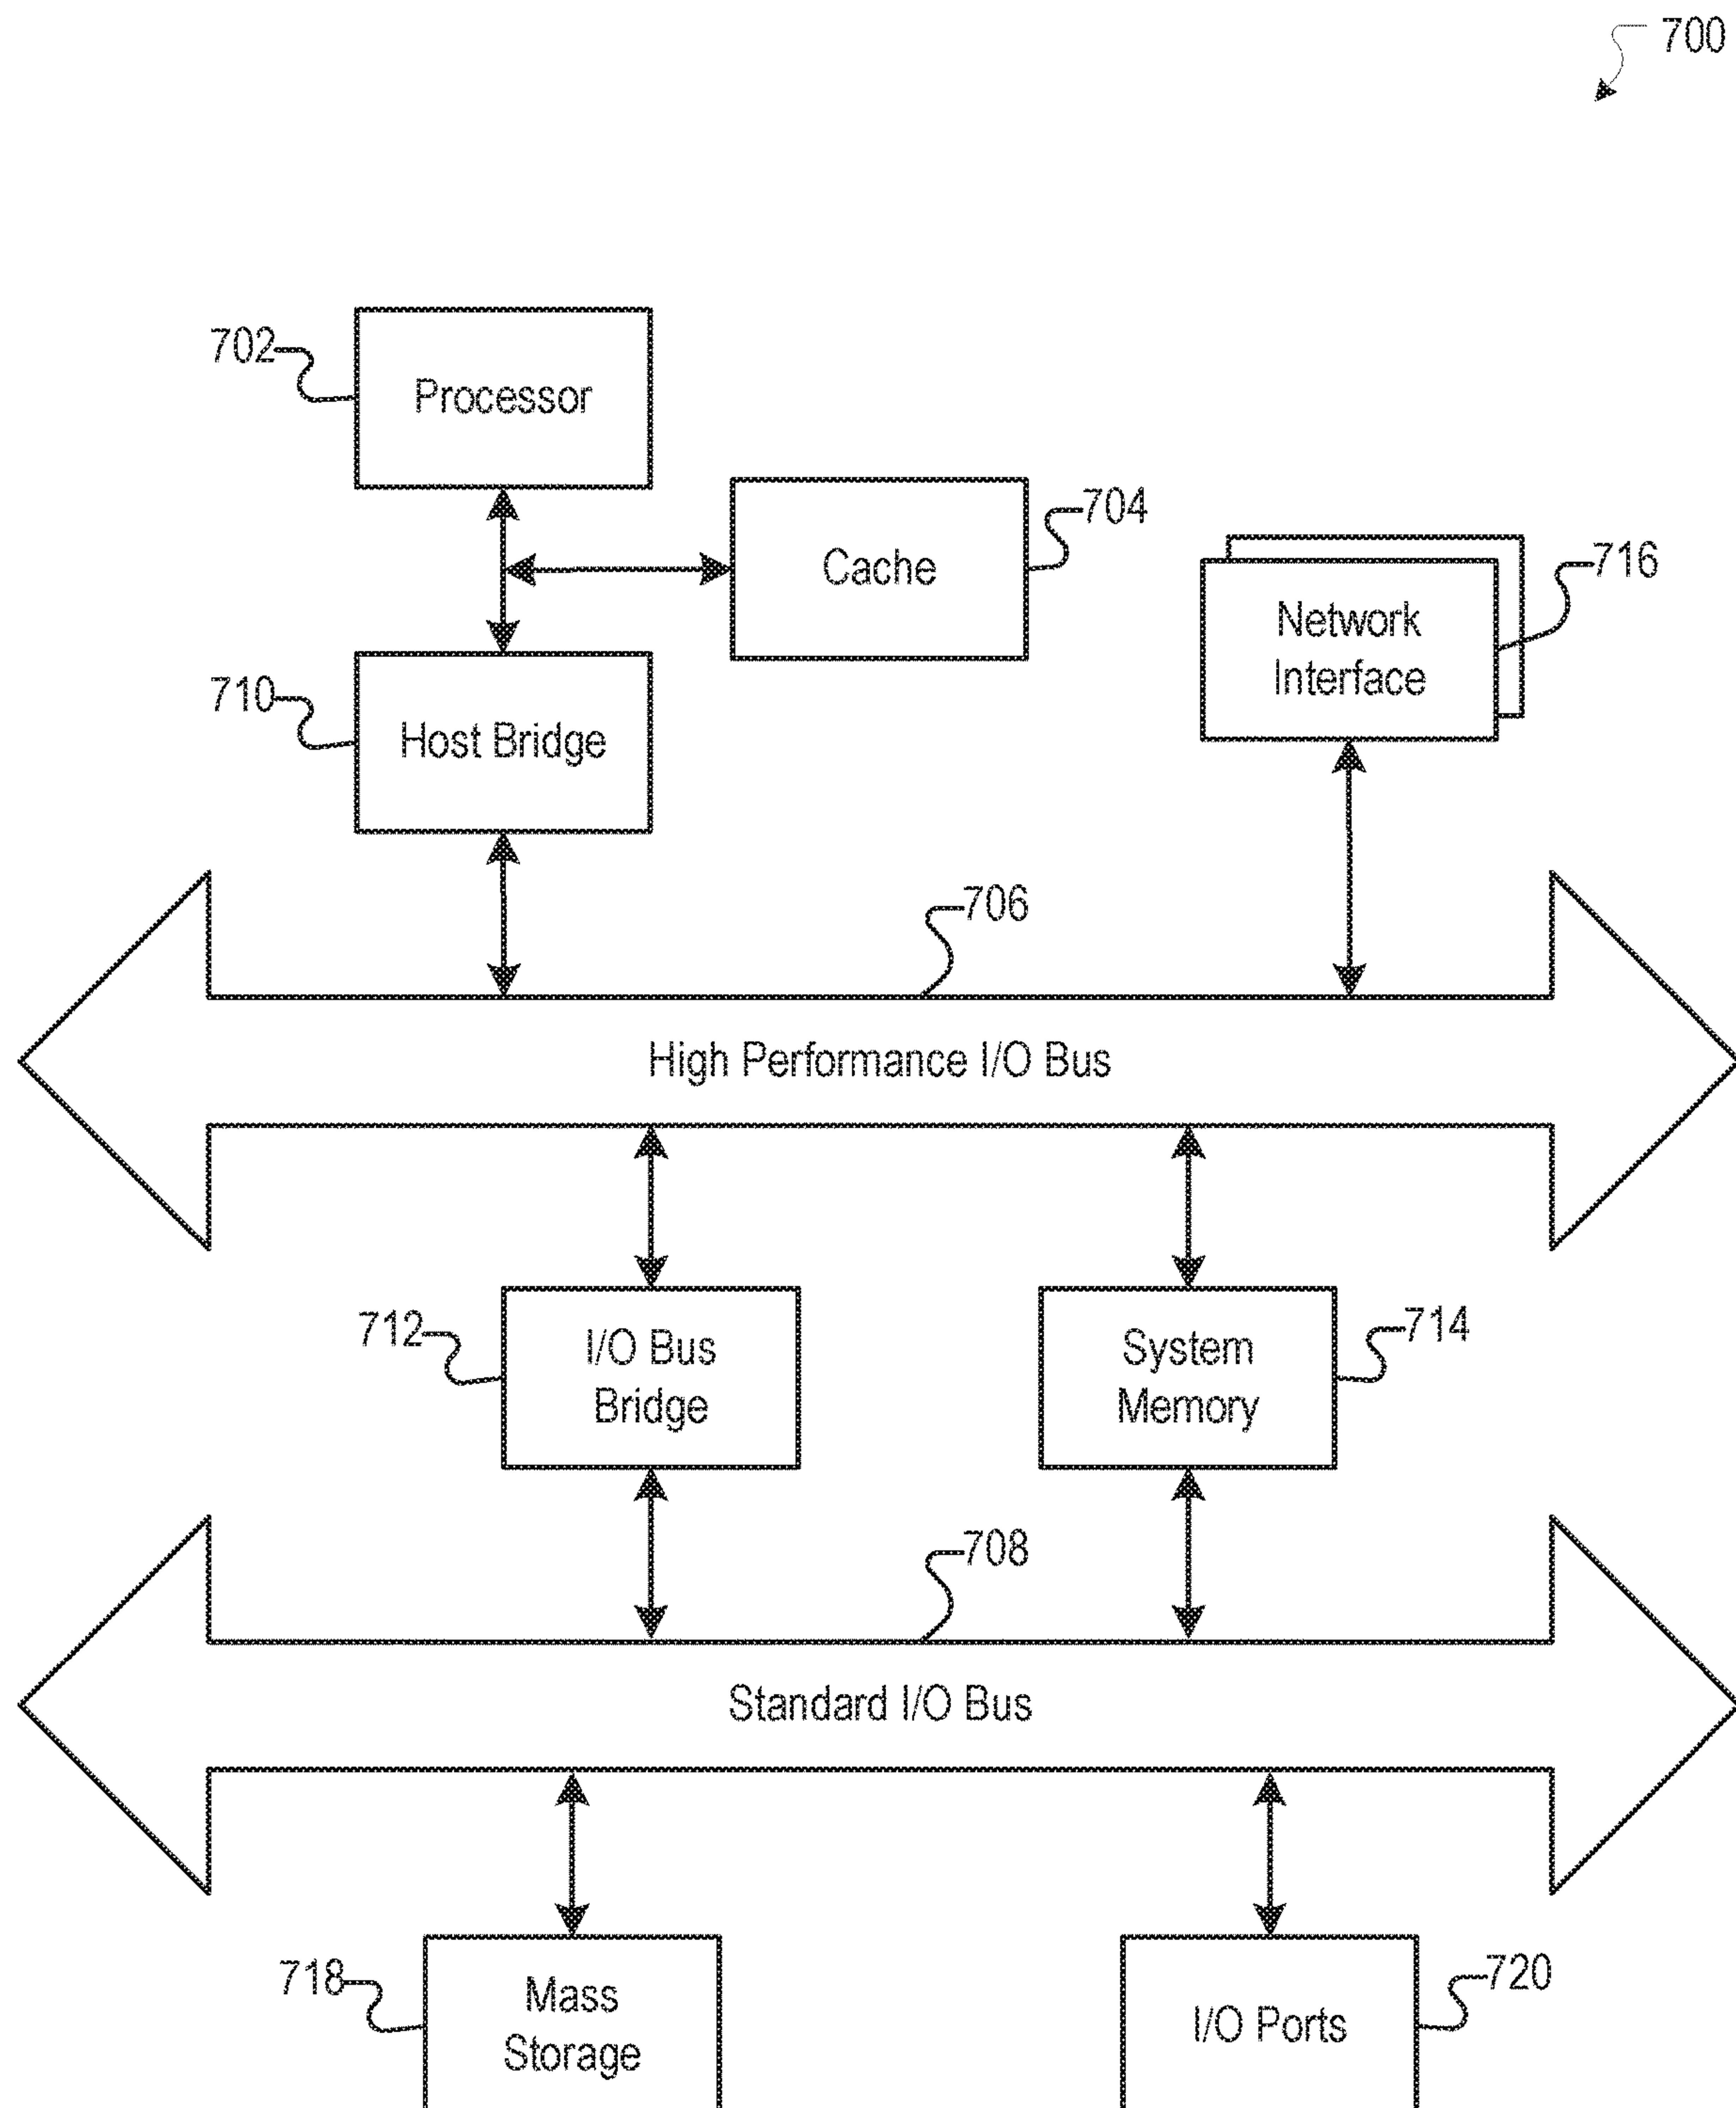 700
702
Processor
Cache
704
Network
Interface
716
710
Host Bridge
706
High Performance I/O Bus
712
I/O Bus
Bridge
System
Memory
714
708
Standard I/O Bus
718
Mass
Storage
I/O Ports
720